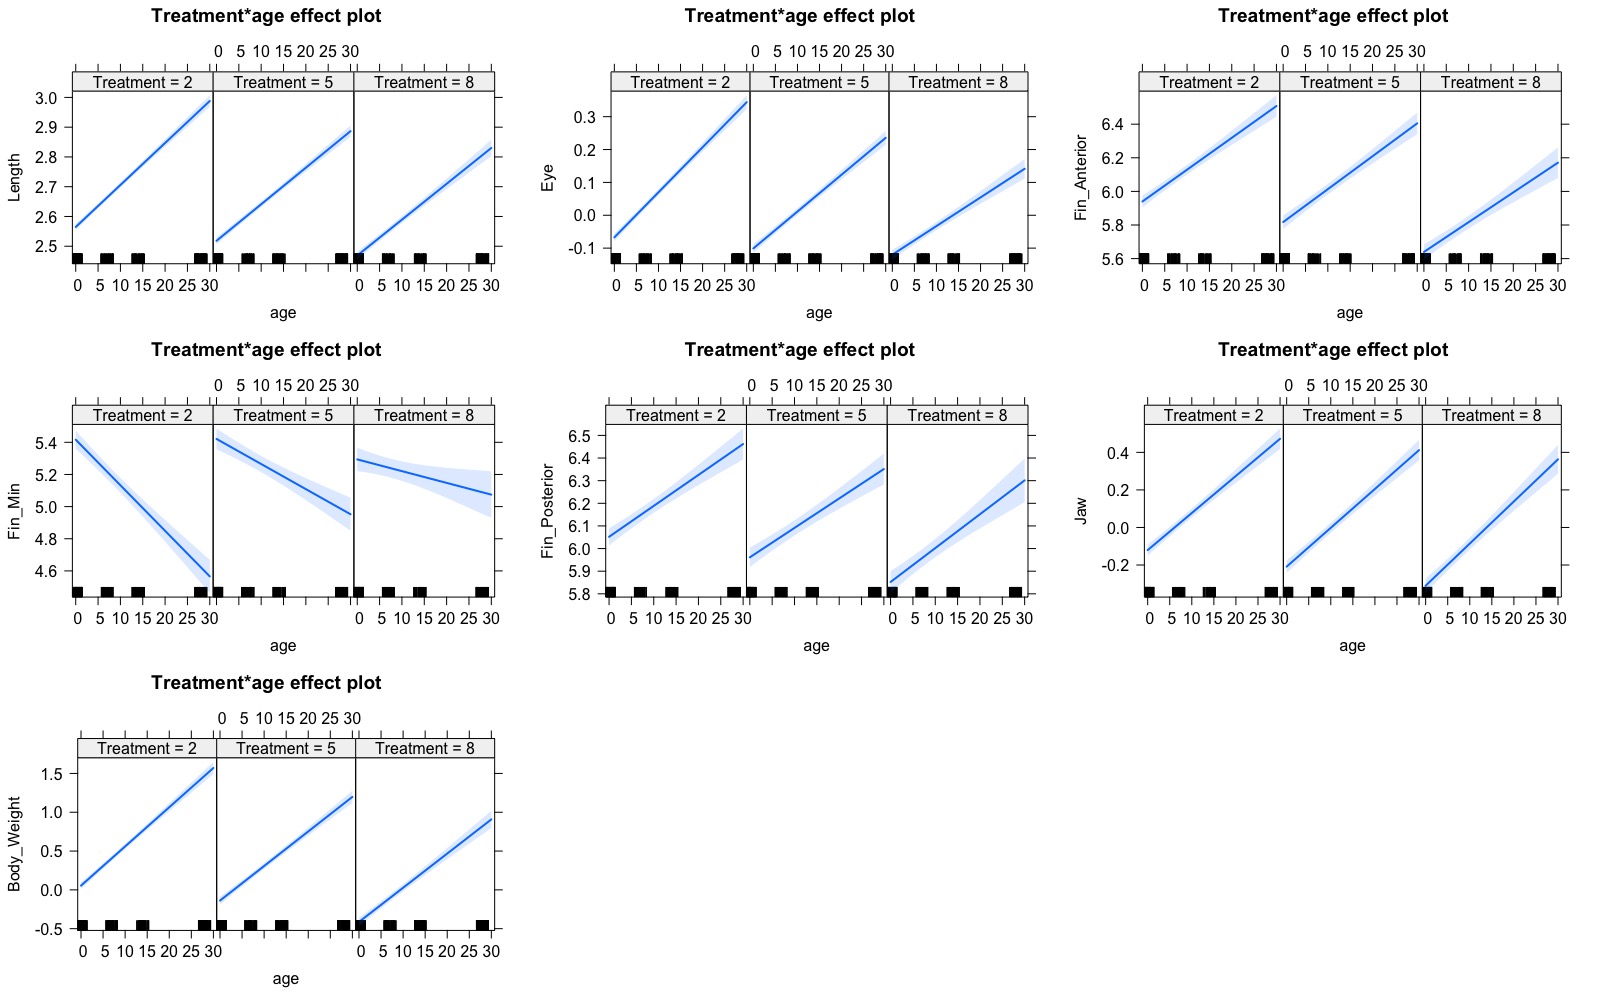 Treatment*age effect plot
0 5 10 15 20 25 30
Treatment = 2 Treatment = 5 Treatment = 8
3.0
2.9
2.8
2.7
2.6
2.5
Length
0 5 10 15 20 25 30 0 5 10 15 20 25 30
age
Treatment*age effect plot
0 5 10 15 20 25 30
Treatment = 2 Treatment = 5 Treatment = 8
0.3
0.2
0.1
0.0
-0.1
Eye
0 5 10 15 20 25 30 0 5 10 15 20 25 30
age
Treatment*age effect plot
0 5 10 15 20 25 30
Treatment = 2 Treatment = 5 Treatment = 8
6.4
6.2
6.0
5.8
5.6
Fin_Anterior
0 5 10 15 20 25 30 0 5 10 15 20 25 30
age
Treatment*age effect plot
0 5 10 15 20 25 30
Treatment = 2 Treatment = 5 Treatment = 8
5.4
5.2
5.0
4.8
4.6
Fin_Min
0 5 10 15 20 25 30 0 5 10 15 20 25 30
age
Treatment*age effect plot
0 5 10 15 20 25 30
Treatment = 2 Treatment = 5 Treatment = 8
6.5
6.4
6.3
6.2
6.1
6.0
5.9
5.8
Fin_Posterior
0 5 10 15 20 25 30 0 5 10 15 20 25 30
age
Treatment*age effect plot
0 5 10 15 20 25 30
Treatment = 2 Treatment = 5 Treatment = 8
0.4
0.2
0.0
-0.2
Jaw
0 5 10 15 20 25 30 0 5 10 15 20 25 30
age
Treatment*age effect plot
0 5 10 15 20 25 30
Treatment = 2 Treatment = 5 Treatment = 8
1.5
1.0
0.5
0.0
-0.5
Body_Weight
0 5 10 15 20 25 30 0 5 10 15 20 25 30
age